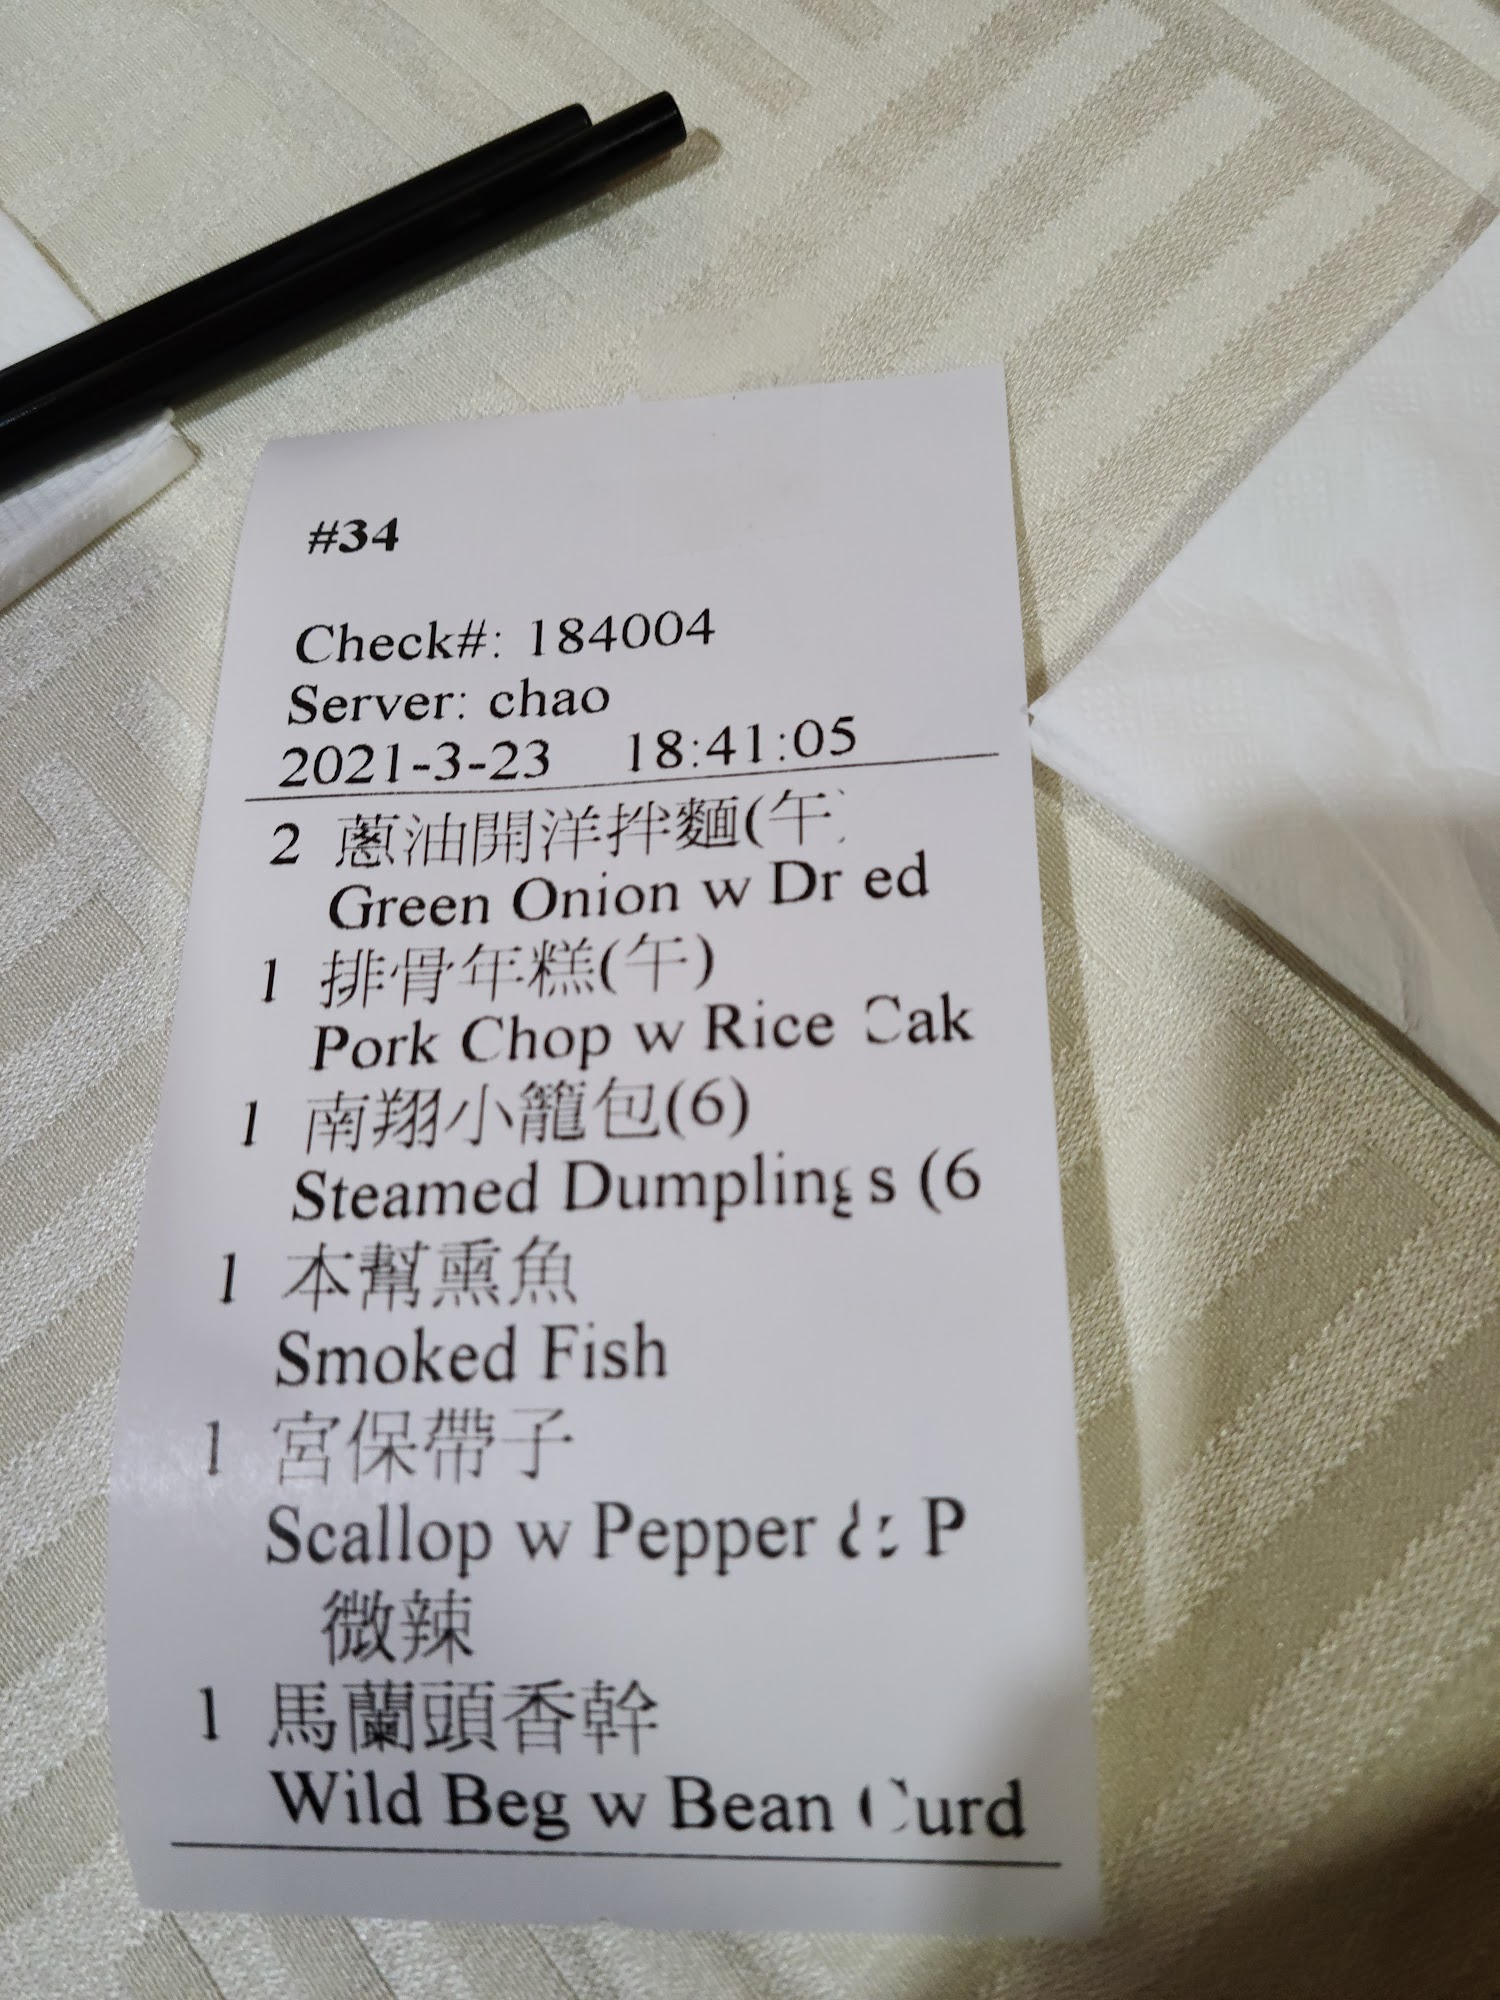 #34
Check#: 184004
Server: chao
2021-3-23 18:41:05
2 蔥油開洋拌麵(午)
Green Onion w Dried
1 排骨年糕(午)
Pork Chop w Rice Cak
1 南翔小籠包(6)
Steamed Dumplings (6
1 本幫熏魚
Smoked Fish
1 宮保帶子
Scallop w Pepper & P
微辣
1 馬蘭頭香幹
Wild Beg w Bean Curd